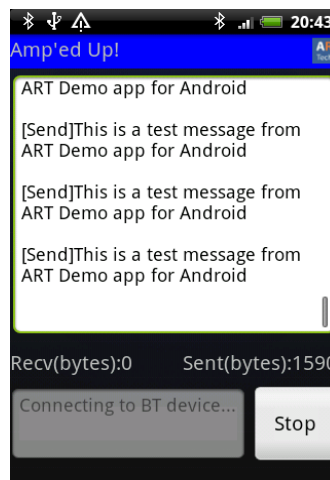 20:43
Amp'ed Up!
ART Demo app for Android
[Send]This is a test message from
ART Demo app for Android
[Send]This is a test message from
ART Demo app for Android
[Send]This is a test message from
ART Demo app for Android
Recv(bytes):0 Sent(bytes):1590
Connecting to BT device...
Stop